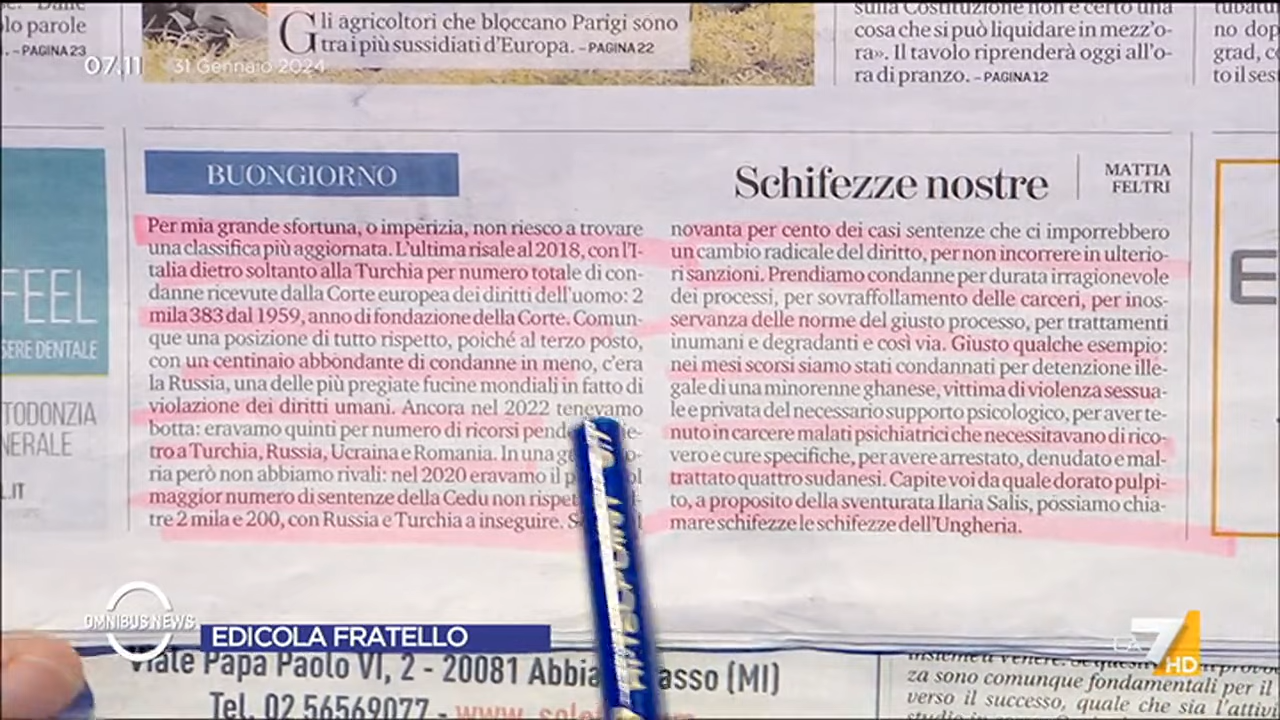 se. Dalle
lo parole
. – PAGINA 23
Gli agricoltori che bloccano Parigi sono
tra i più sussidiati d'Europa. – PAGINA 22
sulla Costituzione non è certo una
cosa che si può liquidare in mezz'o-
ra». Il tavolo riprenderà oggi all'o-
ra di pranzo. – PAGINA 12
no dop
grad, c
to il ses
07.11 31 Gennaio 2024
FEEL
SERE DENTALE
TODONZIA
NERALE
.IT
BUONGIORNO
Schifezze nostre
MATTIA
FELTRI
Per mia grande sfortuna, o imperizia, non riesco a trovare
una classifica più aggiornata. L'ultima risale al 2018, con l'I-
talia dietro soltanto alla Turchia per numero totale di con-
danne ricevute dalla Corte europea dei diritti dell'uomo: 2
mila 383 dal 1959, anno di fondazione della Corte. Comun-
que una posizione di tutto rispetto, poiché al terzo posto,
con un centinaio abbondante di condanne in meno, c'era
la Russia, una delle più pregiate fucine mondiali in fatto di
violazione dei diritti umani. Ancora nel 2022 tenevamo
botta: eravamo quinti per numero di ricorsi pend ie-
tro a Turchia, Russia, Ucraina e Romania. In una g o-
ria però non abbiamo rivali: nel 2020 eravamo il p ol
maggior numero di sentenze della Cedu non rispet l-
tre 2 mila e 200, con Russia e Turchia a inseguire. S l
novanta per cento dei casi sentenze che ci imporrebbero
un cambio radicale del diritto, per non incorrere in ulterio-
ri sanzioni. Prendiamo condanne per durata irragionevole
dei processi, per sovraffollamento delle carceri, per inos-
servanza delle norme del giusto processo, per trattamenti
inumani e degradanti e così via. Giusto qualche esempio:
nei mesi scorsi siamo stati condannati per detenzione ille-
gale di una minorenne ghanese, vittima di violenza sessua-
le e privata del necessario supporto psicologico, per aver te-
nuto in carcere malati psichiatrici che necessitavano di rico-
vero e cure specifiche, per avere arrestato, denudato e mal-
trattato quattro sudanesi. Capite voi da quale dorato pulpi-
to, a proposito della sventurata Ilaria Salis, possiamo chia-
mare schifezze le schifezze dell'Ungheria.
E
OMNIBUS NEWS
EDICOLA FRATELLO
LA 7 HD
Viale Papa Paolo VI, 2 - 20081 Abbia asso (MI)
Tel. 02 56569077 - www.
za sono comunque fondamentali per il
verso il successo, quale che sia l'attivi